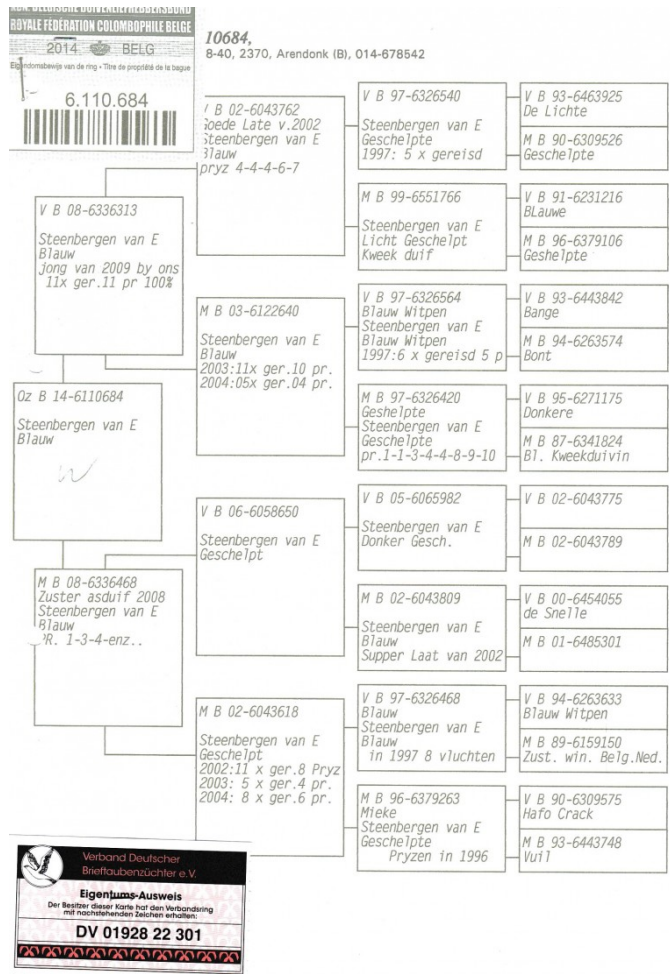 ROYALE FÉDÉRATION COLOMBOPHILE BELGE
2014 BELG
Eigendomsbewijs van de ring - Titre de propriété de la bague
6.110.684
10684,
8-40, 2370, Arendonk (B), 014-678542
Oz B 14-6110684
Steenbergen van E
Blauw
V B 08-6336313
Steenbergen van E
Blauw
jong van 2009 by ons
11x ger.11 pr 100%
M B 08-6336468
Zuster asduif 2008
Steenbergen van E
Blauw
PR. 1-3-4-enz..
V B 02-6043762
Goede Late v.2002
Steenbergen van E
Blauw
pryz 4-4-4-6-7
M B 03-6122640
Steenbergen van E
Blauw
2003:11x ger.10 pr.
2004:05x ger.04 pr.
V B 06-6058650
Steenbergen van E
Geschelpt
M B 02-6043618
Steenbergen van E
Geschelpt
2002:11 x ger.8 Pryz
2003: 5 x ger.4 pr.
2004: 8 x ger.6 pr.
V B 97-6326540
Steenbergen van E
Geschelpte
1997: 5 x gereisd
M B 99-6551766
Steenbergen van E
Licht Geschelpt
Kweek duif
V B 97-6326564
Blauw Witpen
Steenbergen van E
Blauw Witpen
1997:6 x gereisd 5 p
M B 97-6326420
Geshelpte
Steenbergen van E
Geschelpte
pr.1-1-3-4-4-8-9-10
V B 05-6065982
Steenbergen van E
Donker Gesch.
M B 02-6043809
Steenbergen van E
Blauw
Supper Laat van 2002
V B 97-6326468
Blauw
Steenbergen van E
Blauw
in 1997 8 vluchten
M B 96-6379263
Mieke
Steenbergen van E
Geschelpte
Pryzen in 1996
V B 93-6463925
De Lichte
M B 90-6309526
Geschelpte
V B 91-6231216
BLauwe
M B 96-6379106
Geshelpte
V B 93-6443842
Bange
M B 94-6263574
Bont
V B 95-6271175
Donkere
M B 87-6341824
Bl. Kweekduivin
V B 02-6043775
M B 02-6043789
V B 00-6454055
de Snelle
M B 01-6485301
V B 94-6263633
Blauw Witpen
M B 89-6159150
Zust. win. Belg.Ned.
V B 90-6309575
Hafo Crack
M B 93-6443748
Vuil
Verband Deutscher
Brieftaubenzüchter e.V.
Eigentums-Ausweis
Der Besitzer dieser Karte hat den Verbandsring
mit nachstehenden Zeichen erhalten:
DV 01928 22 301